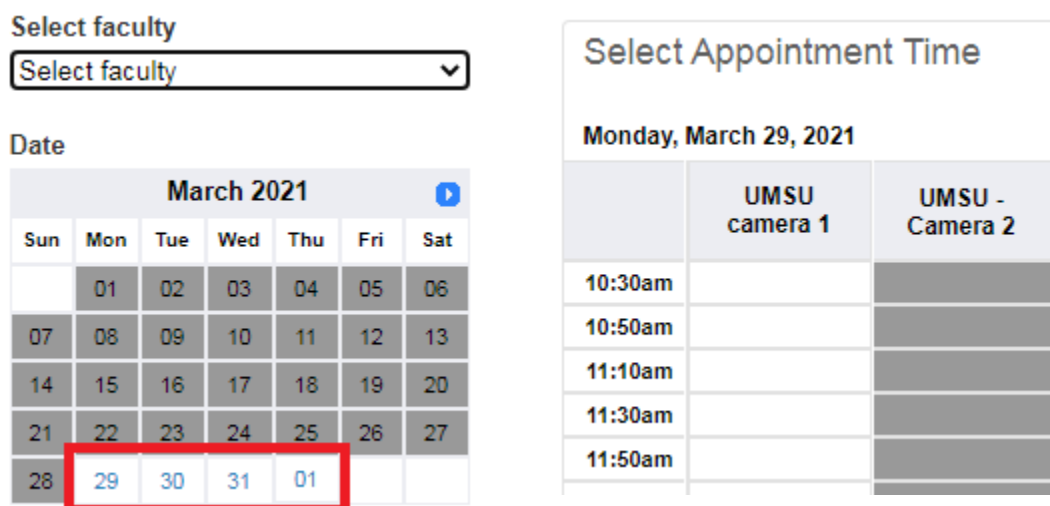 Select faculty
Select faculty
Date
March 2021
Sun Mon Tue Wed Thu Fri Sat
01 02 03 04 05 06
07 08 09 10 11 12 13
14 15 16 17 18 19 20
21 22 23 24 25 26 27
28 29 30 31 01
Select Appointment Time
Monday, March 29, 2021
UMSU camera 1
UMSU - Camera 2
10:30am
10:50am
11:10am
11:30am
11:50am